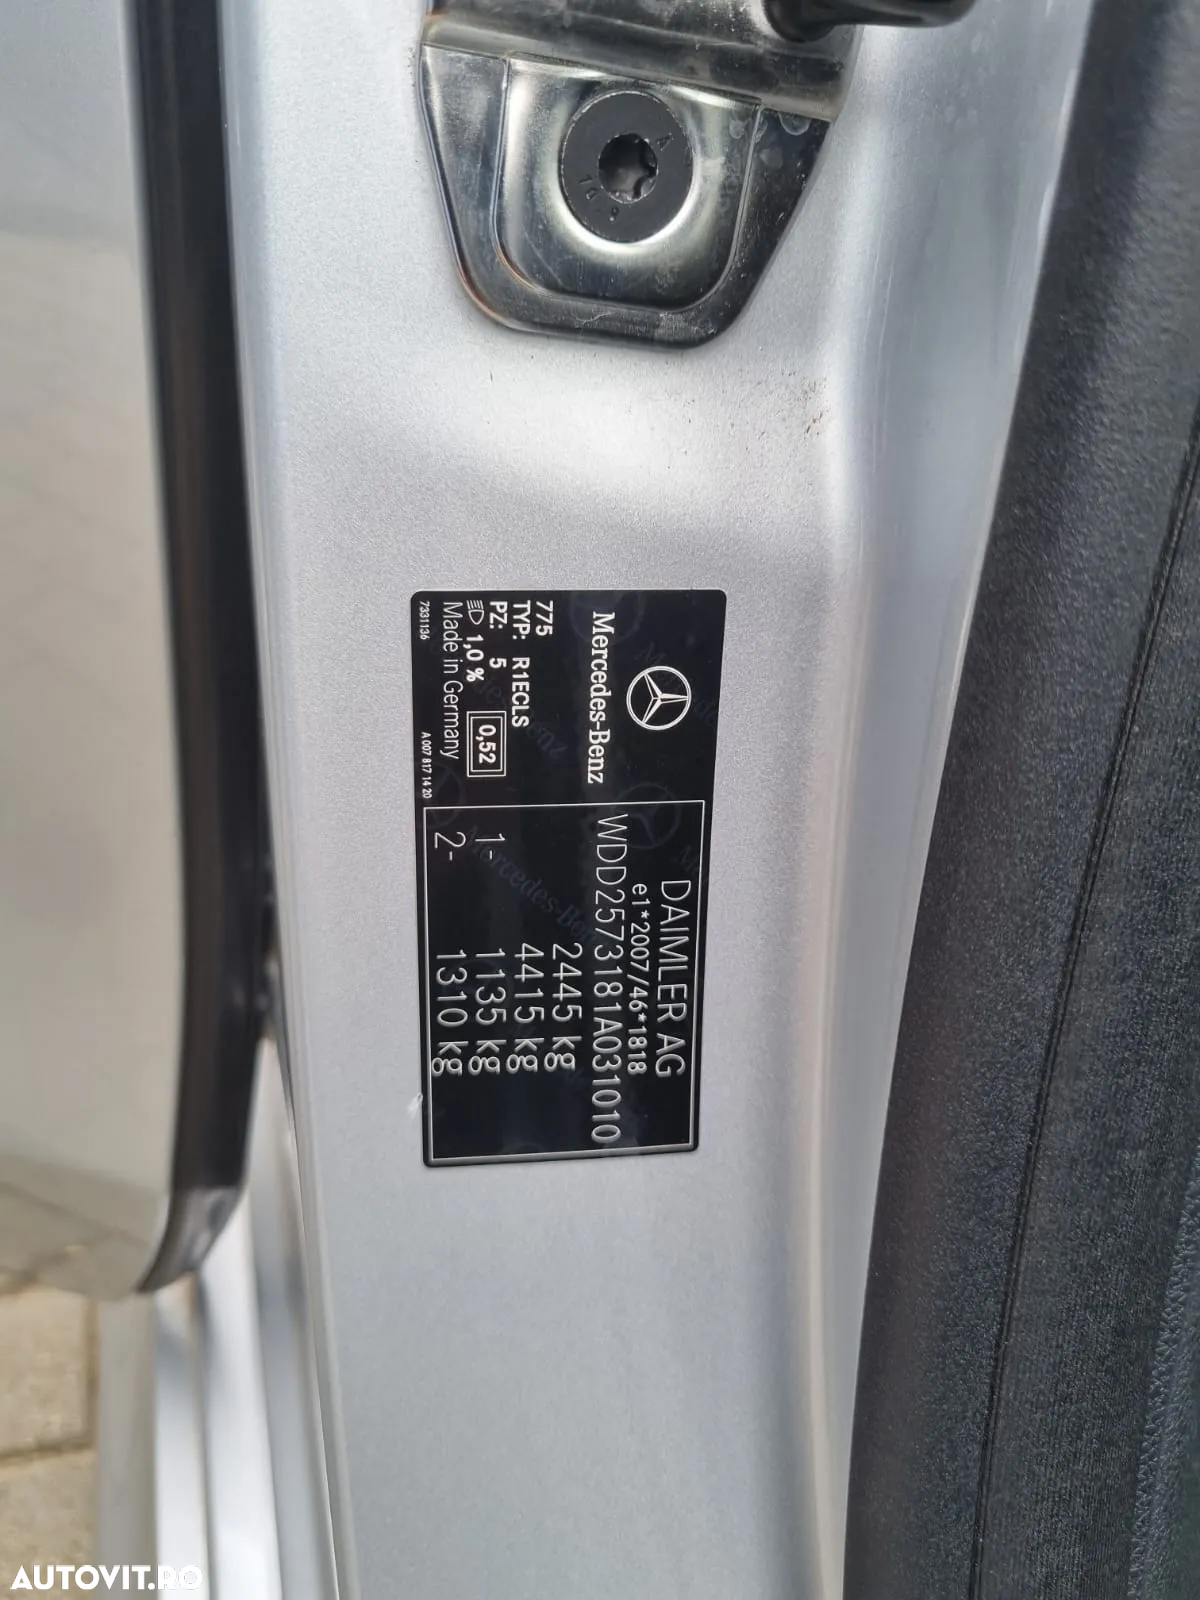 A
10.9
Mercedes-Benz
775
TYP: R1ECLS
PZ: 5
1,0 %
0,52
Made in Germany
7331136
A 007 817 14 20
DAIMLER AG
e1*2007/46*1818
WDD2573181A031010
2445 kg
4415 kg
1- 1135 kg
2- 1310 kg
AUTOVIT.RO